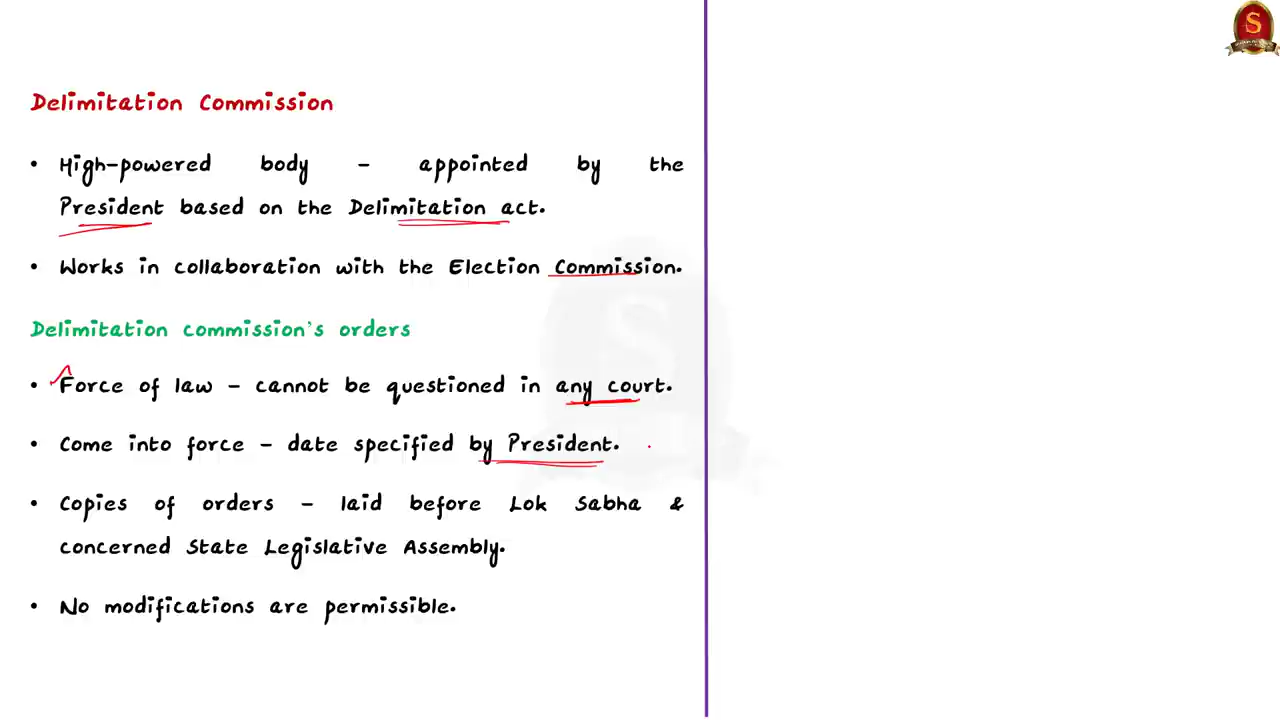 Delimitation Commission
• High-powered body – appointed by the
President based on the Delimitation act.
• Works in collaboration with the Election Commission.
Delimitation commission's orders
• Force of law – cannot be questioned in any court.
• Come into force – date specified by President.
• Copies of orders – laid before Lok Sabha &
concerned State Legislative Assembly.
• No modifications are permissible.
S
S